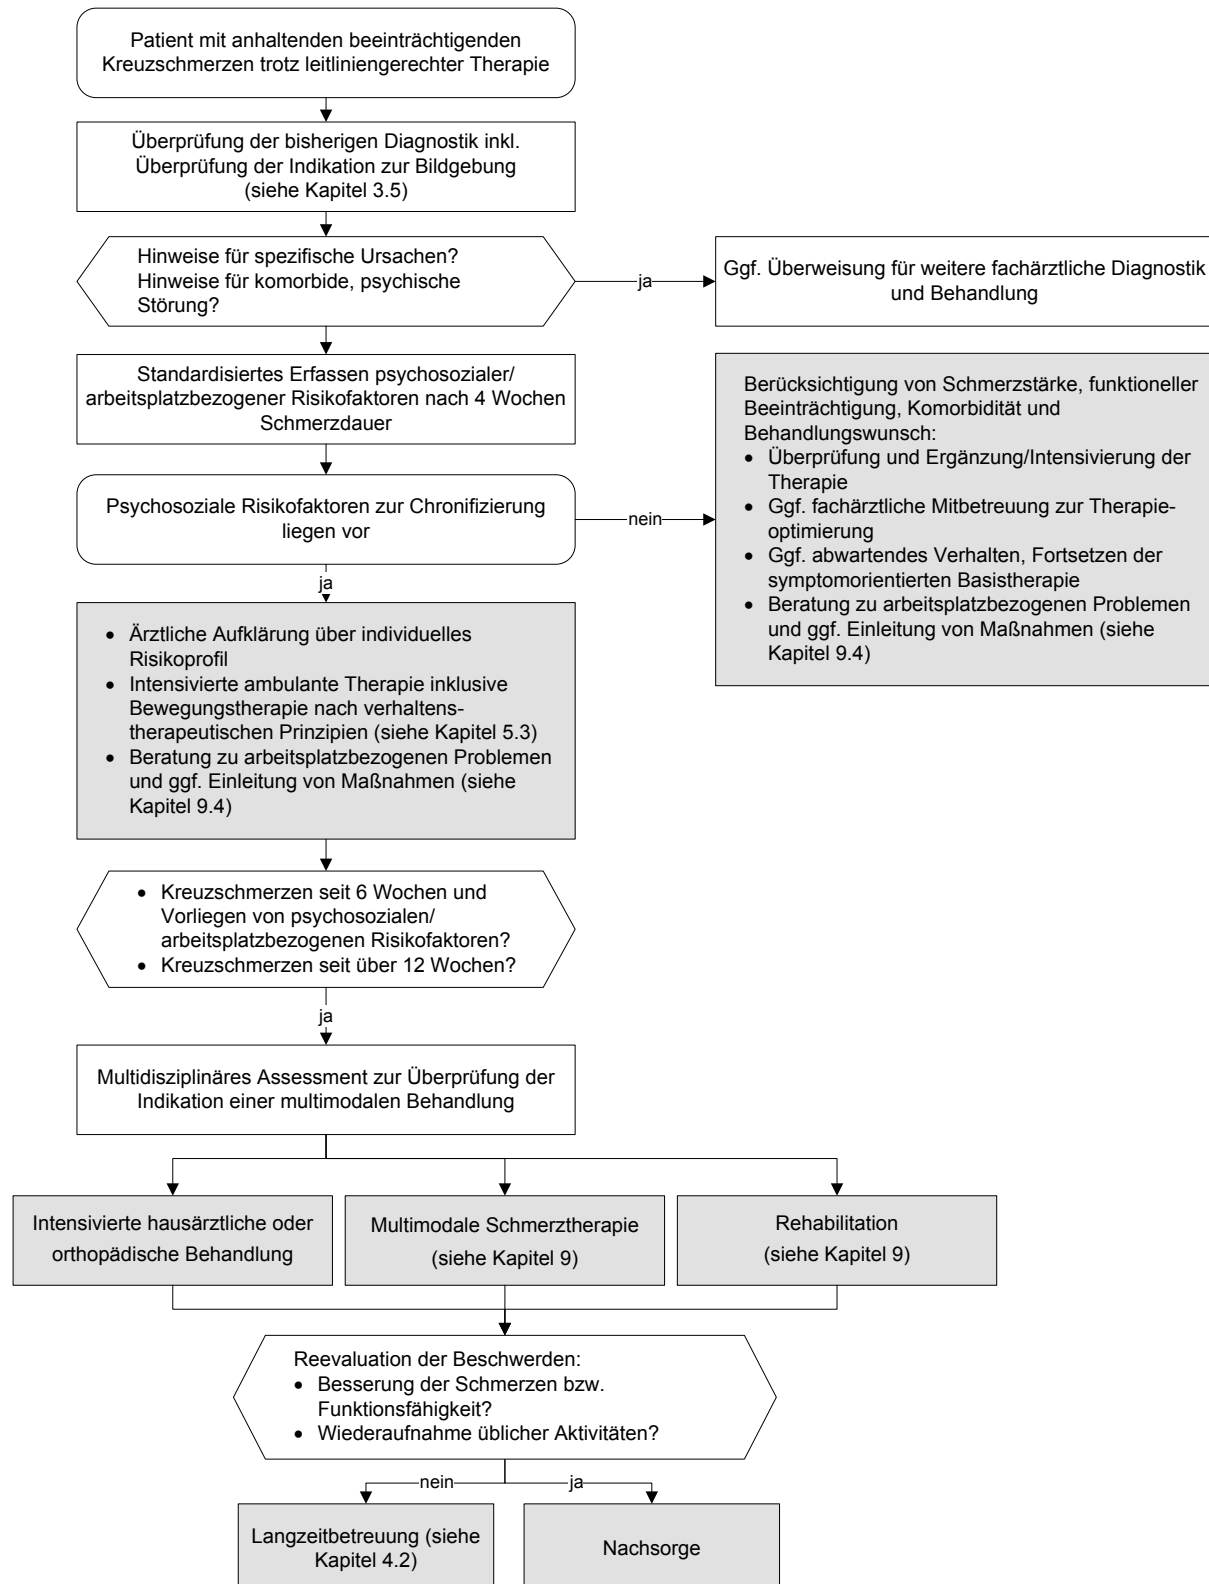 Patient mit anhaltenden beeinträchtigenden
Kreuzschmerzen trotz leitliniengerechter Therapie
Überprüfung der bisherigen Diagnostik inkl.
Überprüfung der Indikation zur Bildgebung
(siehe Kapitel 3.5)
Hinweise für spezifische Ursachen?
Hinweise für komorbide, psychische
Störung?
ja
Ggf. Überweisung für weitere fachärztliche Diagnostik
und Behandlung
Standardisiertes Erfassen psychosozialer/
arbeitsplatzbezogener Risikofaktoren nach 4 Wochen
Schmerzdauer
Psychosoziale Risikofaktoren zur Chronifizierung
liegen vor
nein
Berücksichtigung von Schmerzstärke, funktioneller
Beeinträchtigung, Komorbidität und
Behandlungswunsch:
• Überprüfung und Ergänzung/Intensivierung der
Therapie
• Ggf. fachärztliche Mitbetreuung zur Therapie-
optimierung
• Ggf. abwartendes Verhalten, Fortsetzen der
symptomorientierten Basistherapie
• Beratung zu arbeitsplatzbezogenen Problemen
und ggf. Einleitung von Maßnahmen (siehe
Kapitel 9.4)
ja
• Ärztliche Aufklärung über individuelles
Risikoprofil
• Intensivierte ambulante Therapie inklusive
Bewegungstherapie nach verhaltens-
therapeutischen Prinzipien (siehe Kapitel 5.3)
• Beratung zu arbeitsplatzbezogenen Problemen
und ggf. Einleitung von Maßnahmen (siehe
Kapitel 9.4)
• Kreuzschmerzen seit 6 Wochen und
Vorliegen von psychosozialen/
arbeitsplatzbezogenen Risikofaktoren?
• Kreuzschmerzen seit über 12 Wochen?
ja
Multidisziplinäres Assessment zur Überprüfung der
Indikation einer multimodalen Behandlung
Intensivierte hausärztliche oder
orthopädische Behandlung
Multimodale Schmerztherapie
(siehe Kapitel 9)
Rehabilitation
(siehe Kapitel 9)
Reevaluation der Beschwerden:
• Besserung der Schmerzen bzw.
Funktionsfähigkeit?
• Wiederaufnahme üblicher Aktivitäten?
nein
ja
Langzeitbetreuung (siehe
Kapitel 4.2)
Nachsorge